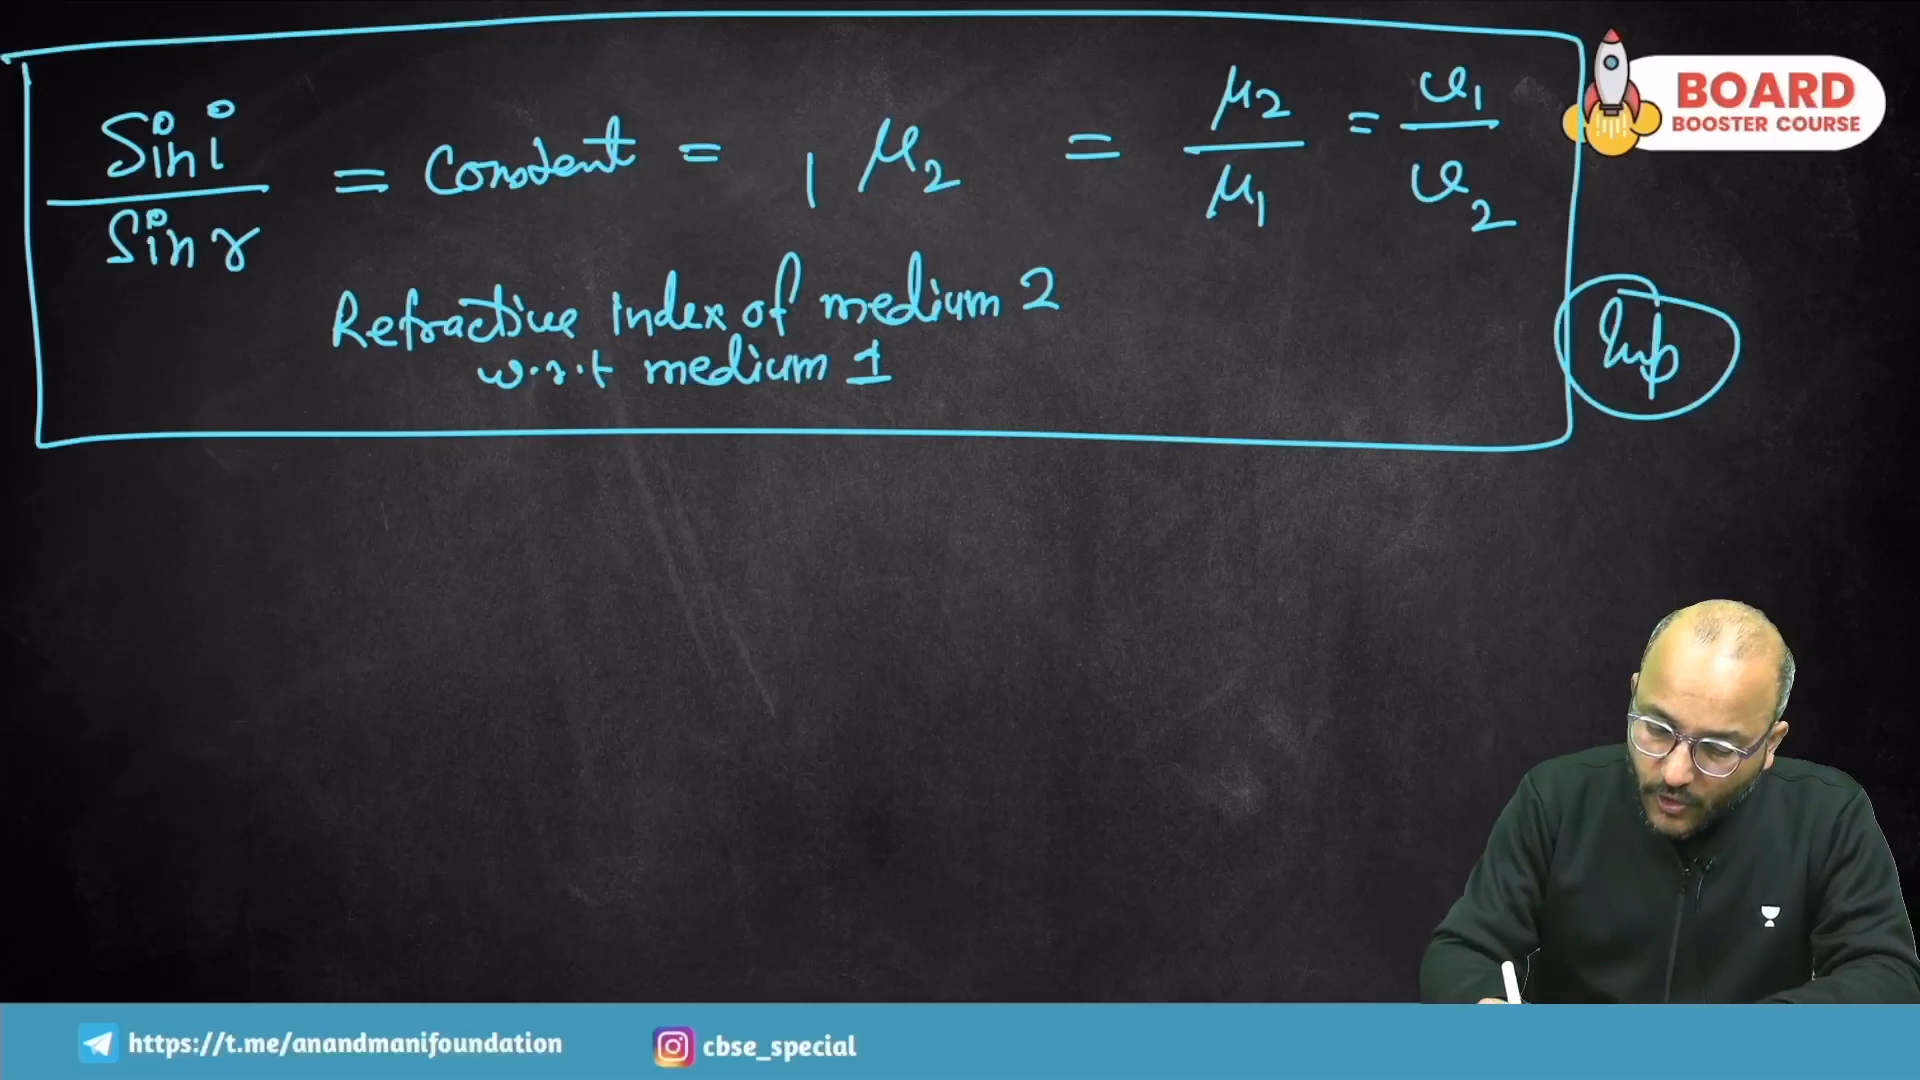 Sin i / Sin r = Constent = ₁μ₂ = μ₂ / μ₁ = v₁ / v₂
Refractive Index of medium 2
w.r.t medium 1
Imp
BOARD
BOOSTER COURSE
https://t.me/anandmanifoundation
cbse_special